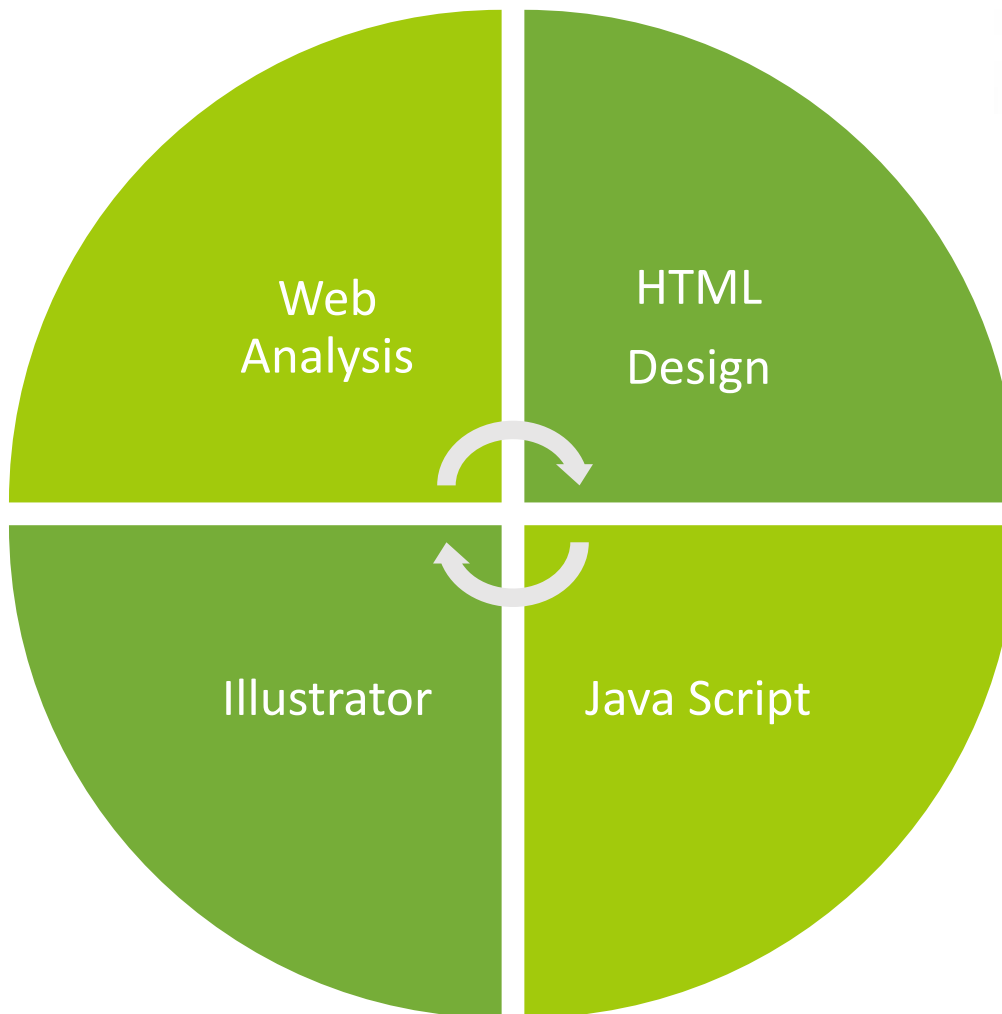 Web
Analysis
HTML
Design
Illustrator
Java Script